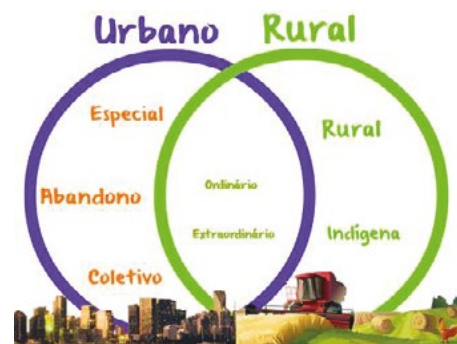 Urbano Rural
Especial
Rural
Ordinário
Abandono
Extraordinário
Indígena
Coletivo